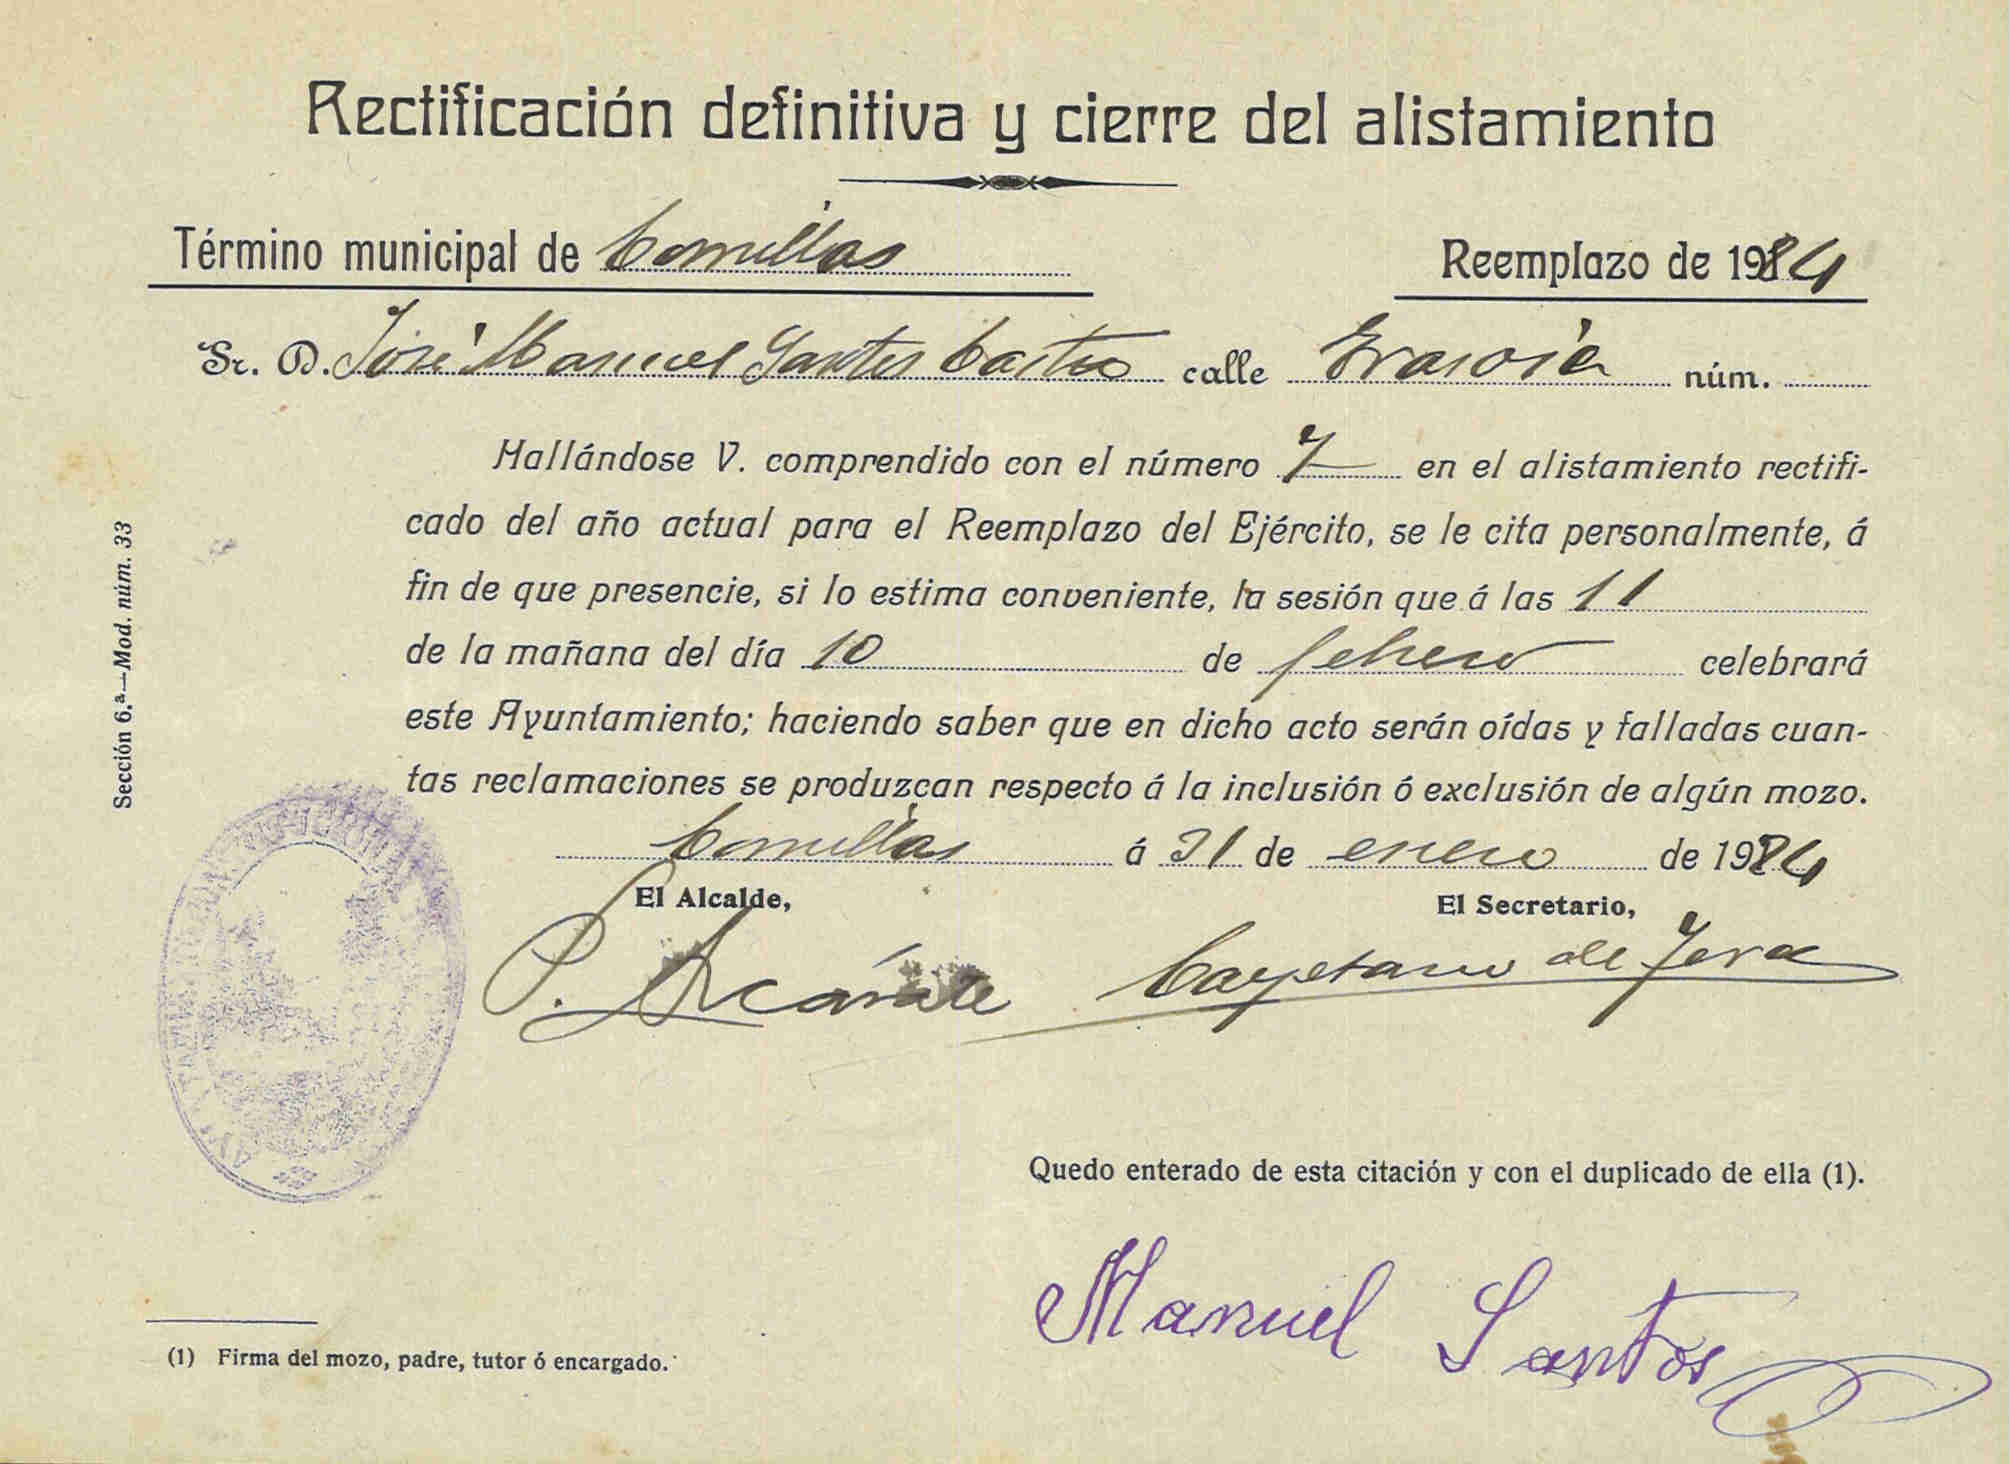 Rectificación definitiva y cierre del alistamiento
Término municipal de Comillas Reemplazo de 1924
Sr. D. José Manuel Santos Castro calle núm.
Hallándose V. comprendido con el número 7 en el alistamiento rectifi-
cado del año actual para el Reemplazo del Ejército, se le cita personalmente, á
fin de que presencie, si lo estima conveniente, la sesión que á las 11
de la mañana del día 10 de febrero celebrará
este Ayuntamiento; haciendo saber que en dicho acto serán oídas y falladas cuan-
tas reclamaciones se produzcan respecto á la inclusión ó exclusión de algún mozo.
Comillas á 31 de enero de 1924
El Alcalde, El Secretario,
P. Cayetano de
Quedo enterado de esta citación y con el duplicado de ella (1).
Manuel Santos
(1) Firma del mozo, padre, tutor ó encargado.
Sección 6.ª—Mod. núm. 33